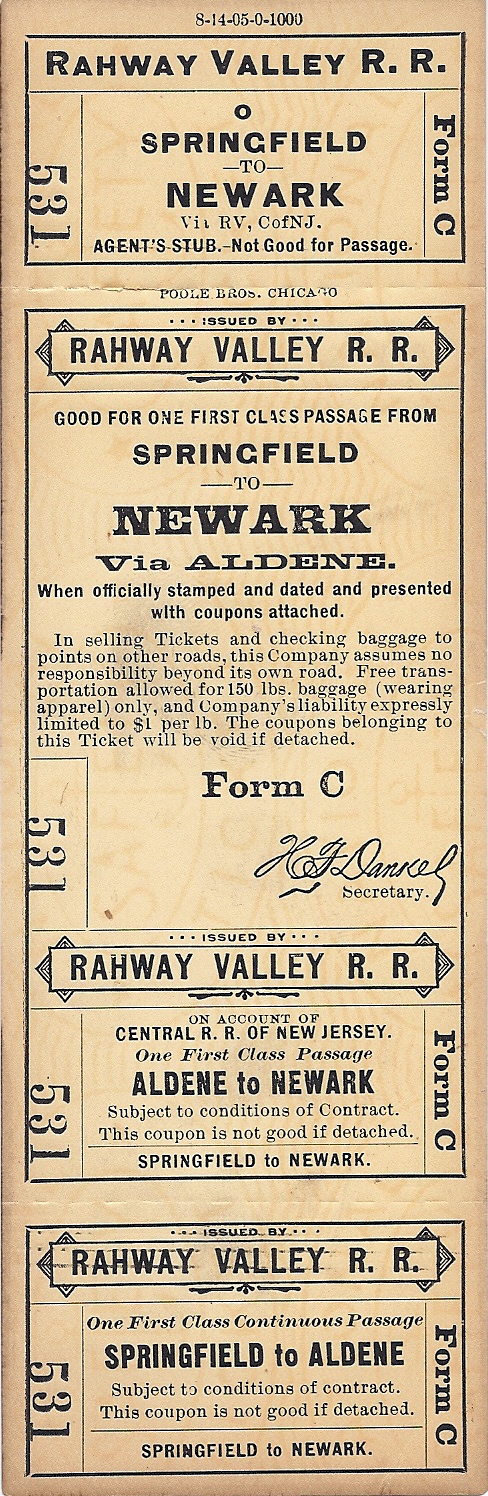 8-14-05-0-1000
RAHWAY VALLEY R. R.
O
SPRINGFIELD
—TO—
NEWARK
Via RV, CofNJ.
AGENT'S STUB.-Not Good for Passage.
531
Form C
POOLE BROS. CHICAGO
· · · ISSUED BY · · ·
RAHWAY VALLEY R. R.
GOOD FOR ONE FIRST CLASS PASSAGE FROM
SPRINGFIELD
—TO—
NEWARK
Via ALDENE.
When officially stamped and dated and presented
with coupons attached.
In selling Tickets and checking baggage to
points on other roads, this Company assumes no
responsibility beyond its own road. Free trans-
portation allowed for 150 lbs. baggage (wearing
apparel) only, and Company's liability expressly
limited to $1 per lb. The coupons belonging to
this Ticket will be void if detached.
Form C
531
H F Dankel
Secretary.
· · · ISSUED BY · · ·
RAHWAY VALLEY R. R.
ON ACCOUNT OF
CENTRAL R. R. OF NEW JERSEY.
One First Class Passage
ALDENE to NEWARK
Subject to conditions of Contract.
This coupon is not good if detached.
SPRINGFIELD to NEWARK.
531
Form C
· · · ISSUED BY · · ·
RAHWAY VALLEY R. R.
One First Class Continuous Passage
SPRINGFIELD to ALDENE
Subject to conditions of contract.
This coupon is not good if detached.
SPRINGFIELD to NEWARK.
531
Form C